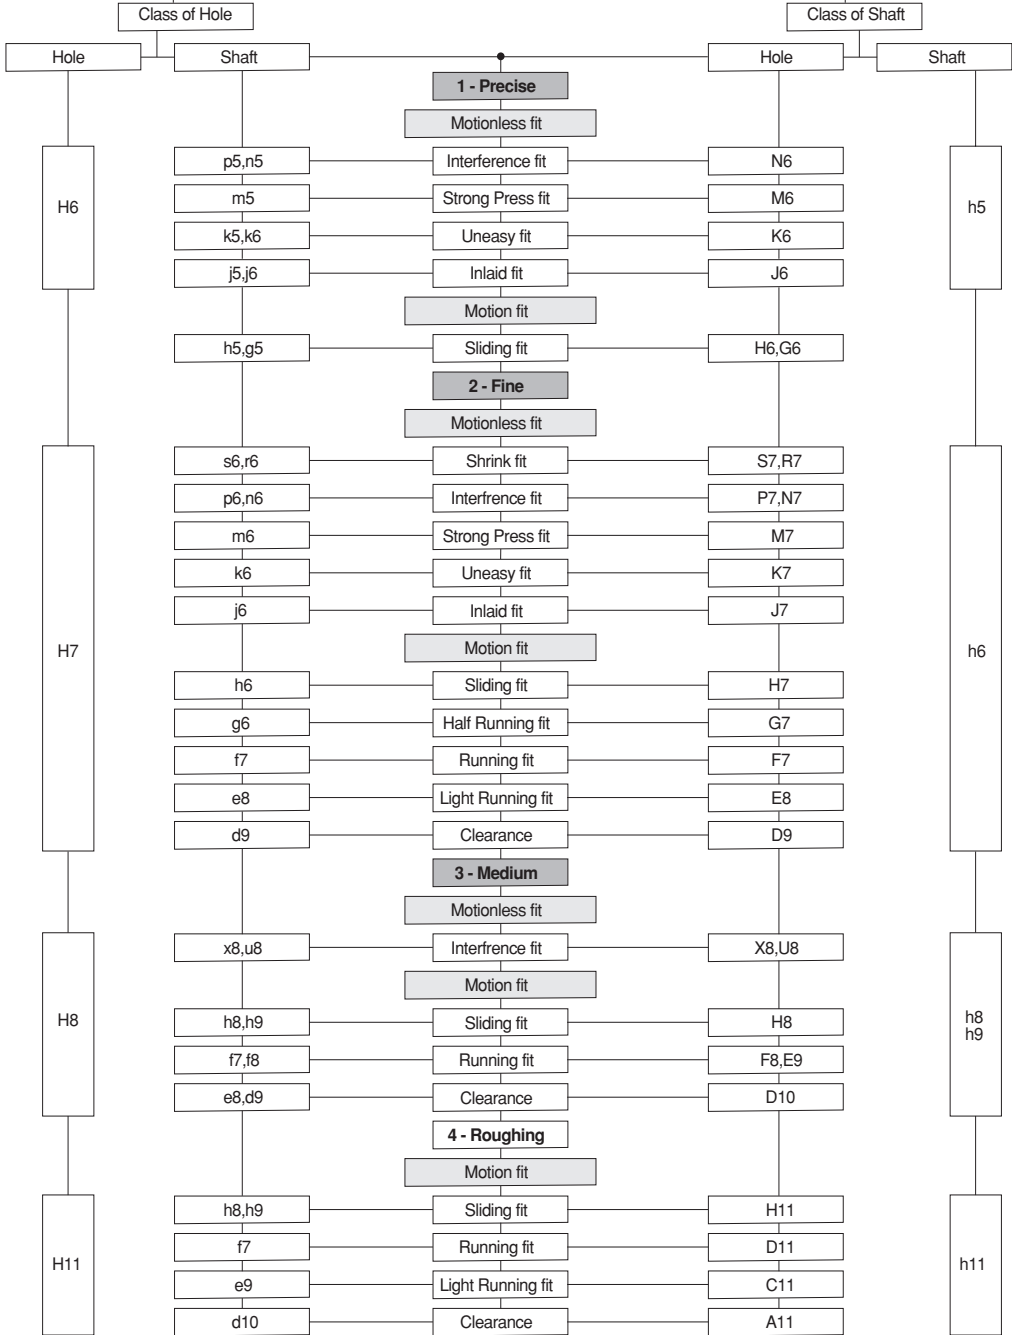 Class of Hole Class of Shaft
Hole Shaft Hole Shaft
1 - Precise
Motionless fit
p5,n5 Interference fit N6
m5 Strong Press fit M6
H6 h5
k5,k6 Uneasy fit K6
j5,j6 Inlaid fit J6
Motion fit
h5,g5 Sliding fit H6,G6
2 - Fine
Motionless fit
s6,r6 Shrink fit S7,R7
p6,n6 Interfrence fit P7,N7
m6 Strong Press fit M7
k6 Uneasy fit K7
j6 Inlaid fit J7
H7 Motion fit h6
h6 Sliding fit H7
g6 Half Running fit G7
f7 Running fit F7
e8 Light Running fit E8
d9 Clearance D9
3 - Medium
Motionless fit
x8,u8 Interfrence fit X8,U8
Motion fit
H8 h8,h9 Sliding fit H8 h8
h9
f7,f8 Running fit F8,E9
e8,d9 Clearance D10
4 - Roughing
Motion fit
h8,h9 Sliding fit H11
f7 Running fit D11
H11 h11
e9 Light Running fit C11
d10 Clearance A11